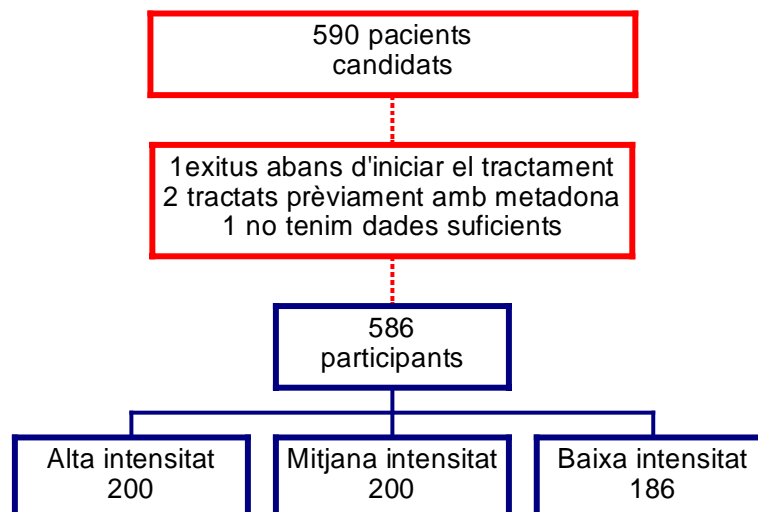 590 pacients
candidats
1exitus abans d'iniciar el tractament
2 tractats prèviament amb metadona
1 no tenim dades suficients
586
participants
Alta intensitat
200
Mitjana intensitat
200
Baixa intensitat
186